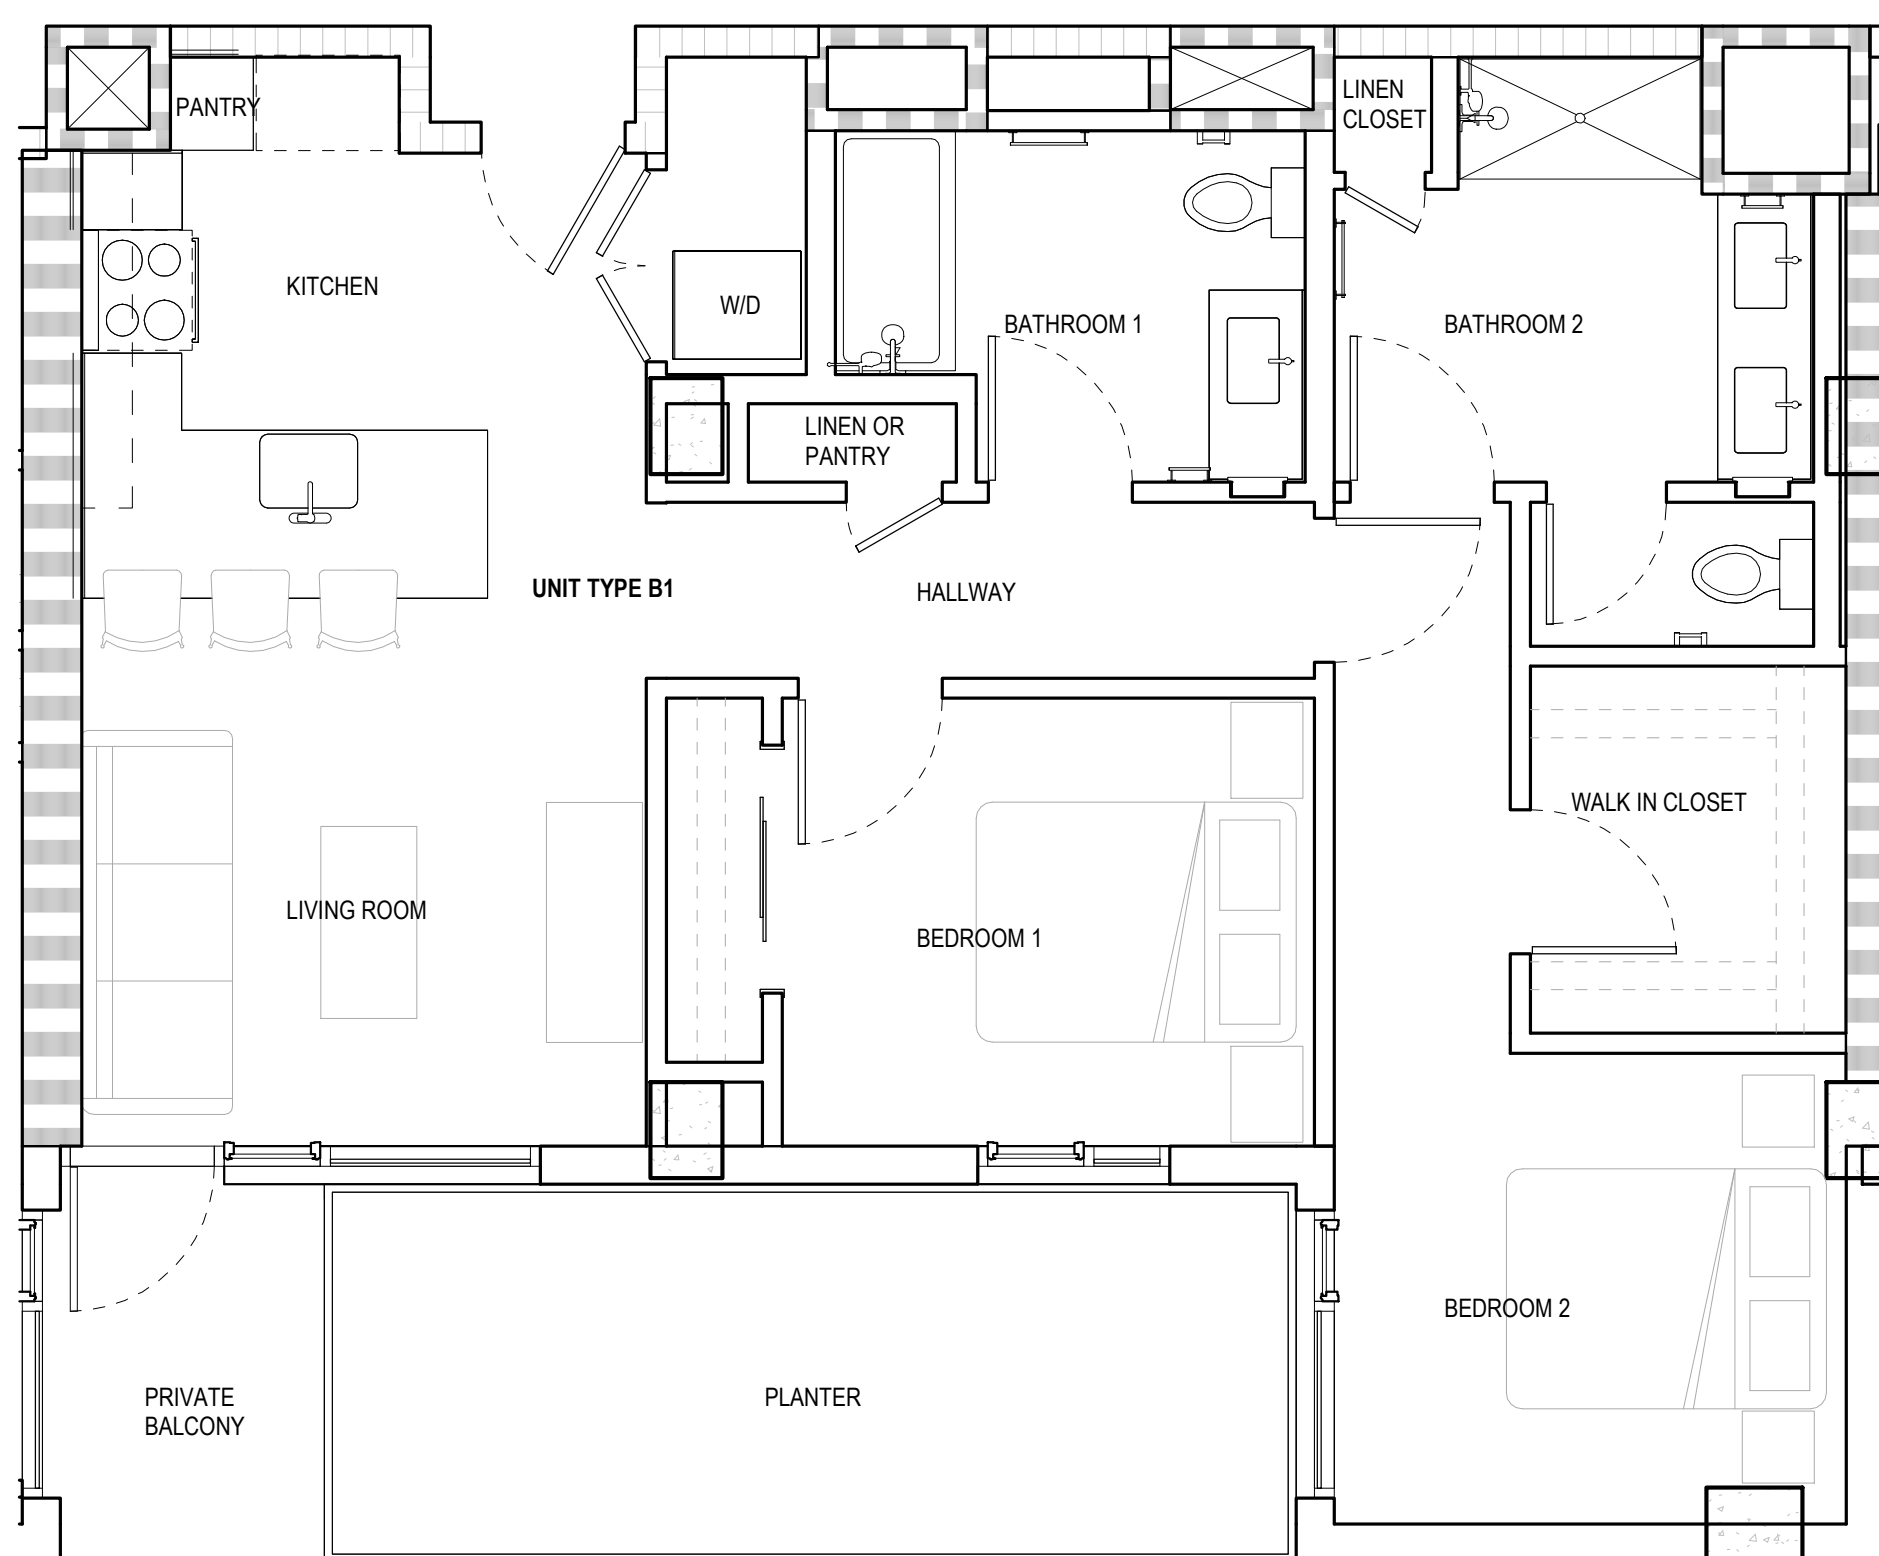 PANTRY
LINEN
CLOSET
KITCHEN
W/D
BATHROOM 1
BATHROOM 2
LINEN OR
PANTRY
UNIT TYPE B1
HALLWAY
WALK IN CLOSET
LIVING ROOM
BEDROOM 1
BEDROOM 2
PRIVATE
BALCONY
PLANTER